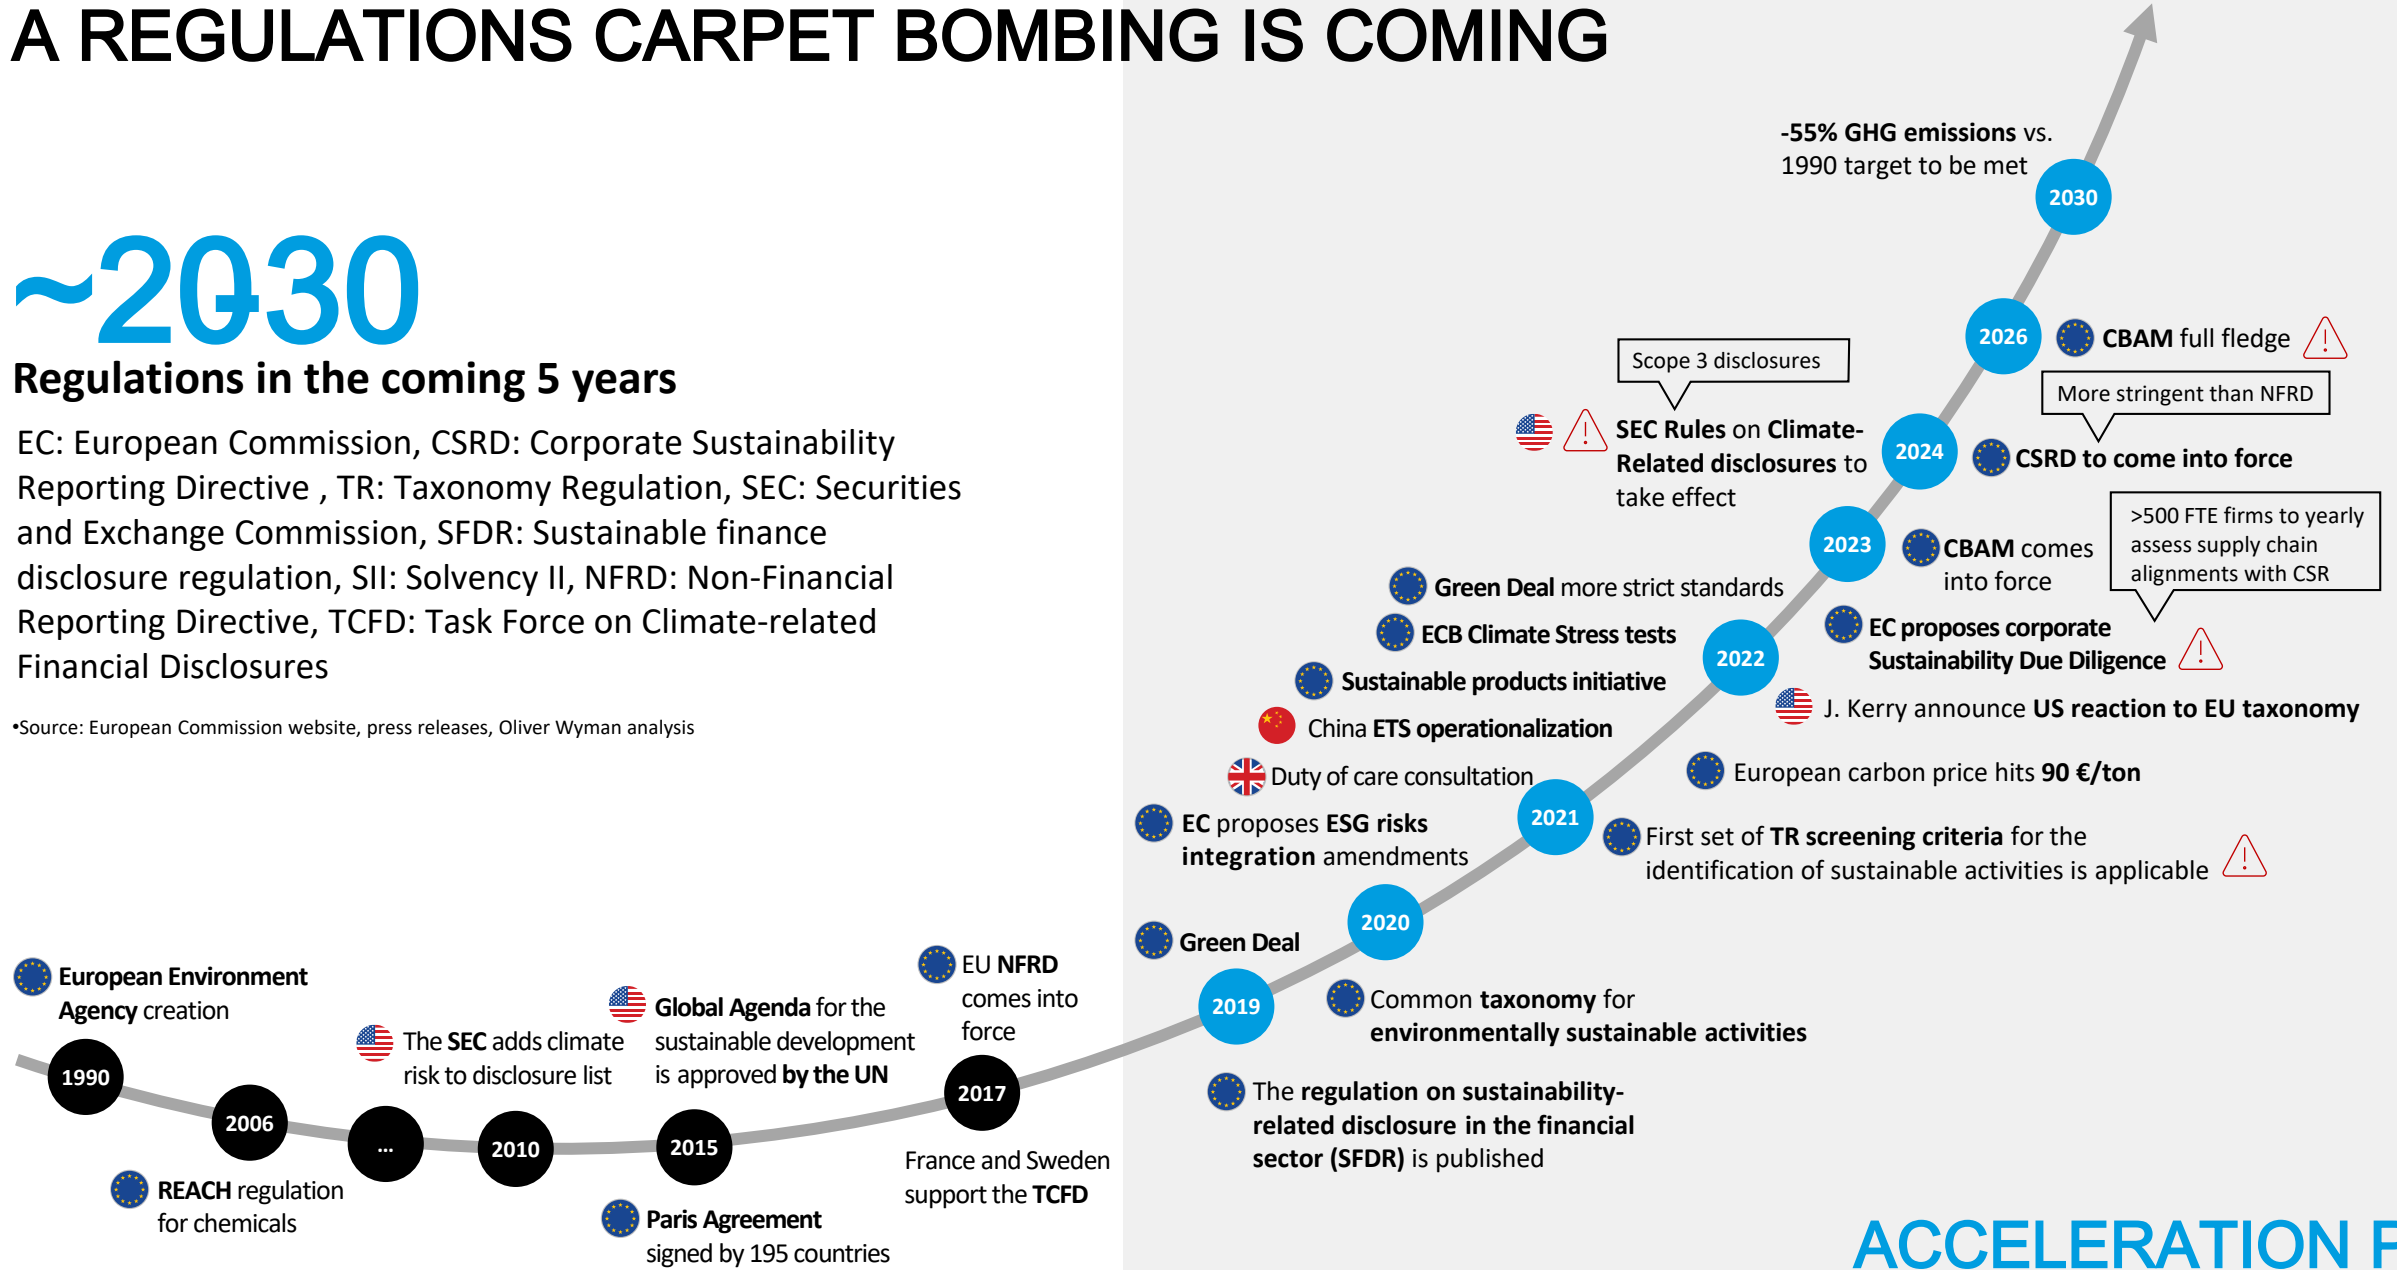 A REGULATIONS CARPET BOMBING IS COMING
~20-30
Regulations in the coming 5 years
EC: European Commission, CSRD: Corporate Sustainability
Reporting Directive , TR: Taxonomy Regulation, SEC: Securities
and Exchange Commission, SFDR: Sustainable finance
disclosure regulation, SII: Solvency II, NFRD: Non-Financial
Reporting Directive, TCFD: Task Force on Climate-related
Financial Disclosures
•Source: European Commission website, press releases, Oliver Wyman analysis
European Environment
Agency creation
1990
2006
REACH regulation
for chemicals
...
The SEC adds climate
risk to disclosure list
2010
Global Agenda for the
sustainable development
is approved by the UN
2015
Paris Agreement
signed by 195 countries
EU NFRD
comes into
force
2017
France and Sweden
support the TCFD
Green Deal
2019
The regulation on sustainability-
related disclosure in the financial
sector (SFDR) is published
2020
Common taxonomy for
environmentally sustainable activities
Green Deal more strict standards
ECB Climate Stress tests
Sustainable products initiative
China ETS operationalization
Duty of care consultation
EC proposes ESG risks
integration amendments
2021
First set of TR screening criteria for the
identification of sustainable activities is applicable
European carbon price hits 90 €/ton
J. Kerry announce US reaction to EU taxonomy
2022
EC proposes corporate
Sustainability Due Diligence
>500 FTE firms to yearly
assess supply chain
alignments with CSR
2023
CBAM comes
into force
Scope 3 disclosures
SEC Rules on Climate-
Related disclosures to
take effect
2024
CSRD to come into force
More stringent than NFRD
2026
CBAM full fledge
-55% GHG emissions vs.
1990 target to be met
2030
ACCELERATION P